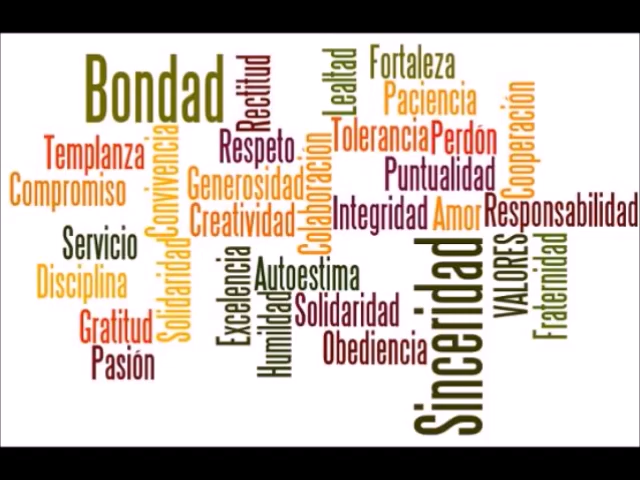 Bondad
Rectitud
Lealtad
Fortaleza
Paciencia
Cooperación
Templanza
Convivencia
Respeto
Colaboración
Tolerancia
Perdón
Compromiso
Generosidad
Puntualidad
Creatividad
Integridad
Amor
Responsabilidad
Servicio
Solidaridad
Excelencia
Autoestima
Sinceridad
VALORES
Fraternidad
Disciplina
Humildad
Solidaridad
Gratitud
Obediencia
Pasión